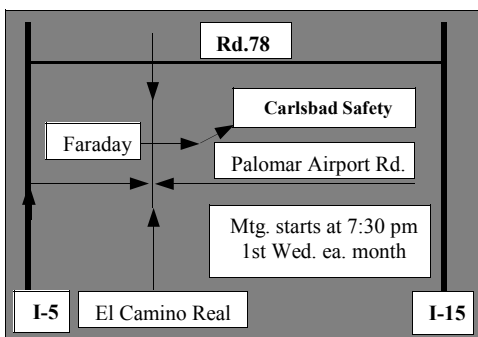 Rd.78
Carlsbad Safety
Faraday
Palomar Airport Rd.
Mtg. starts at 7:30 pm
1st Wed. ea. month
I-5
El Camino Real
I-15